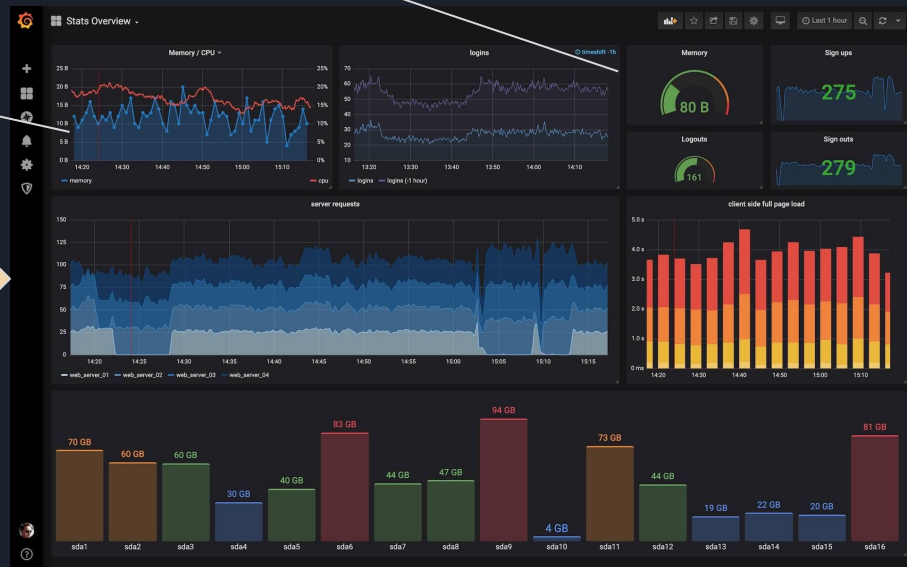 Stats Overview
Last 1 hour
Memory / CPU
25 B
20 B
15 B
10 B
5 B
0 B
25%
20%
15%
10%
5%
0%
14:20 14:30 14:40 14:50 15:00 15:10
memory
cpu
logins
timeshift -1h
70
60
50
40
30
20
10
13:20 13:30 13:40 13:50 14:00 14:10
logins logins (-1 hour)
Memory
80 B
Sign ups
275
Logouts
161
Sign outs
279
server requests
150
125
100
75
50
25
0
14:20 14:25 14:30 14:35 14:40 14:45 14:50 14:55 15:00 15:05 15:10 15:15
web_server_01 web_server_02 web_server_03 web_server_04
client side full page load
5.0 s
4.0 s
3.0 s
2.0 s
1.0 s
0 ms
14:20 14:30 14:40 14:50 15:00 15:10
70 GB
60 GB
60 GB
30 GB
40 GB
83 GB
44 GB
47 GB
94 GB
4 GB
73 GB
44 GB
19 GB
22 GB
20 GB
81 GB
sda1 sda2 sda3 sda4 sda5 sda6 sda7 sda8 sda9 sda10 sda11 sda12 sda13 sda14 sda15 sda16